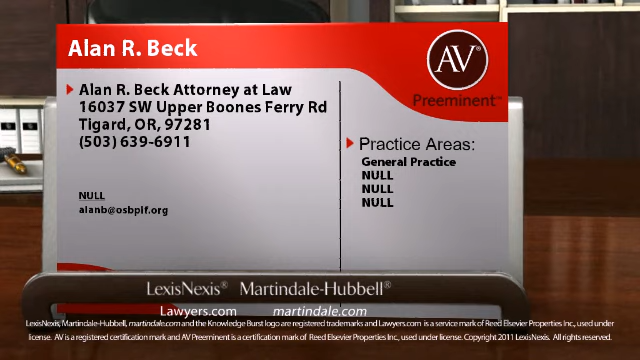 Alan R. Beck
AV®
Preeminent™
Alan R. Beck Attorney at Law
16037 SW Upper Boones Ferry Rd
Tigard, OR, 97281
(503) 639-6911
NULL
alanb@osbplf.org
Practice Areas:
General Practice
NULL
NULL
NULL
LexisNexis® Martindale-Hubbell®
Lawyers.com martindale.com
LexisNexis, Martindale-Hubbell, martindale.com and the Knowledge Burst logo are registered trademarks and Lawyers.com is a service mark of Reed Elsevier Properties Inc., used under
license. AV is a registered certification mark and AV Preeminent is a certification mark of Reed Elsevier Properties Inc., used under license. Copyright 2011 LexisNexis. All rights reserved.